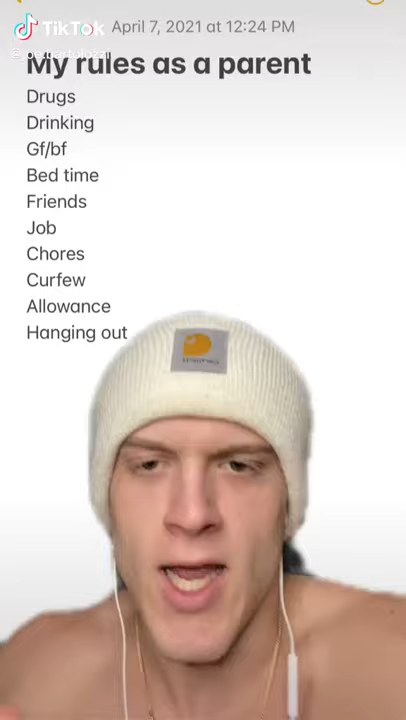 TikTok
April 7, 2021 at 12:24 PM
My rules as a parent
Drugs
Drinking
Gf/bf
Bed time
Friends
Job
Chores
Curfew
Allowance
Hanging out